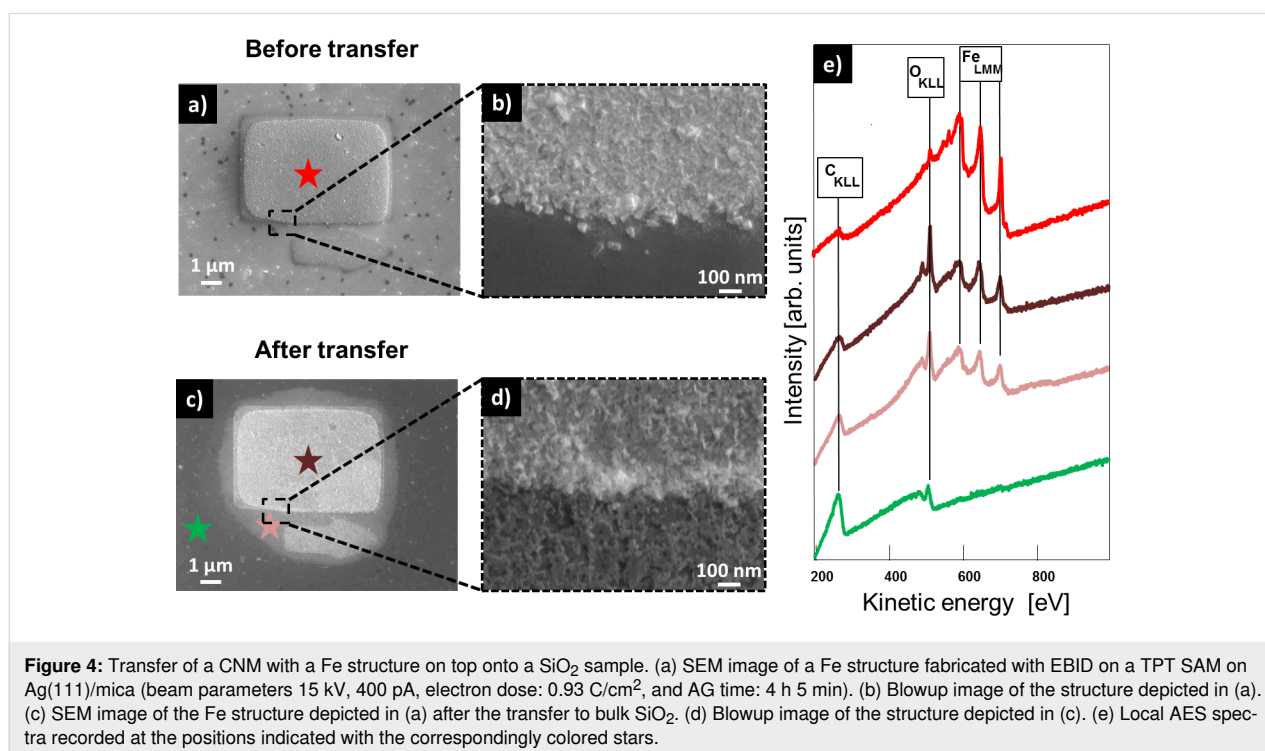 Before transfer
a)
1 µm
b)
100 nm
After transfer
c)
1 µm
d)
100 nm
e)
C KLL
O KLL
Fe LMM
Intensity [arb. units]
200 400 600 800
Kinetic energy [eV]
Figure 4: Transfer of a CNM with a Fe structure on top onto a SiO₂ sample. (a) SEM image of a Fe structure fabricated with EBID on a TPT SAM on
Ag(111)/mica (beam parameters 15 kV, 400 pA, electron dose: 0.93 C/cm², and AG time: 4 h 5 min). (b) Blowup image of the structure depicted in (a).
(c) SEM image of the Fe structure depicted in (a) after the transfer to bulk SiO₂. (d) Blowup image of the structure depicted in (c). (e) Local AES spec-
tra recorded at the positions indicated with the correspondingly colored stars.